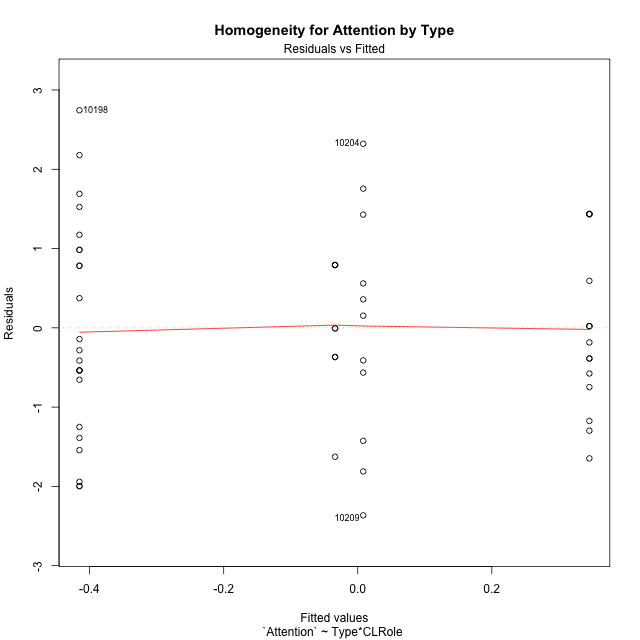 Homogeneity for Attention by Type
Residuals vs Fitted
3
2
1
0
-1
-2
-3
Residuals
10198
10204
10209
-0.4
-0.2
0.0
0.2
Fitted values
`Attention` ~ Type*CLRole